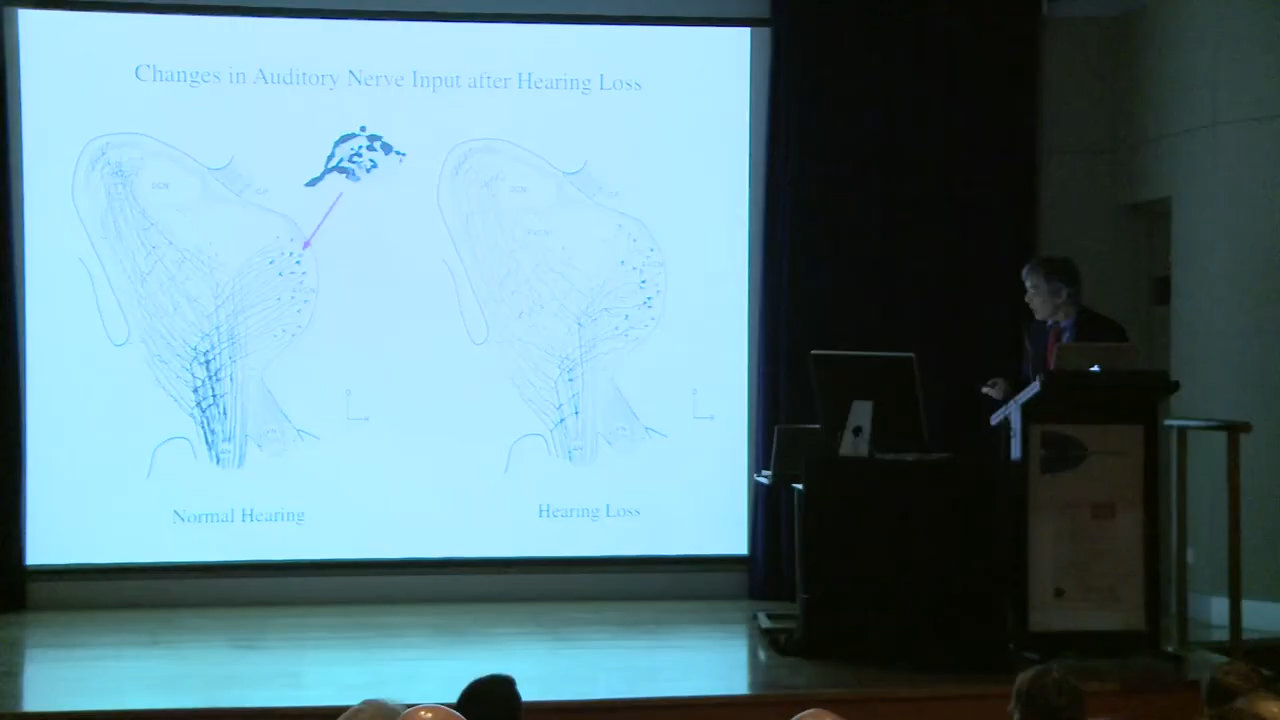 Changes in Auditory Nerve Input after Hearing Loss
DCN
DCN
Normal Hearing
Hearing Loss